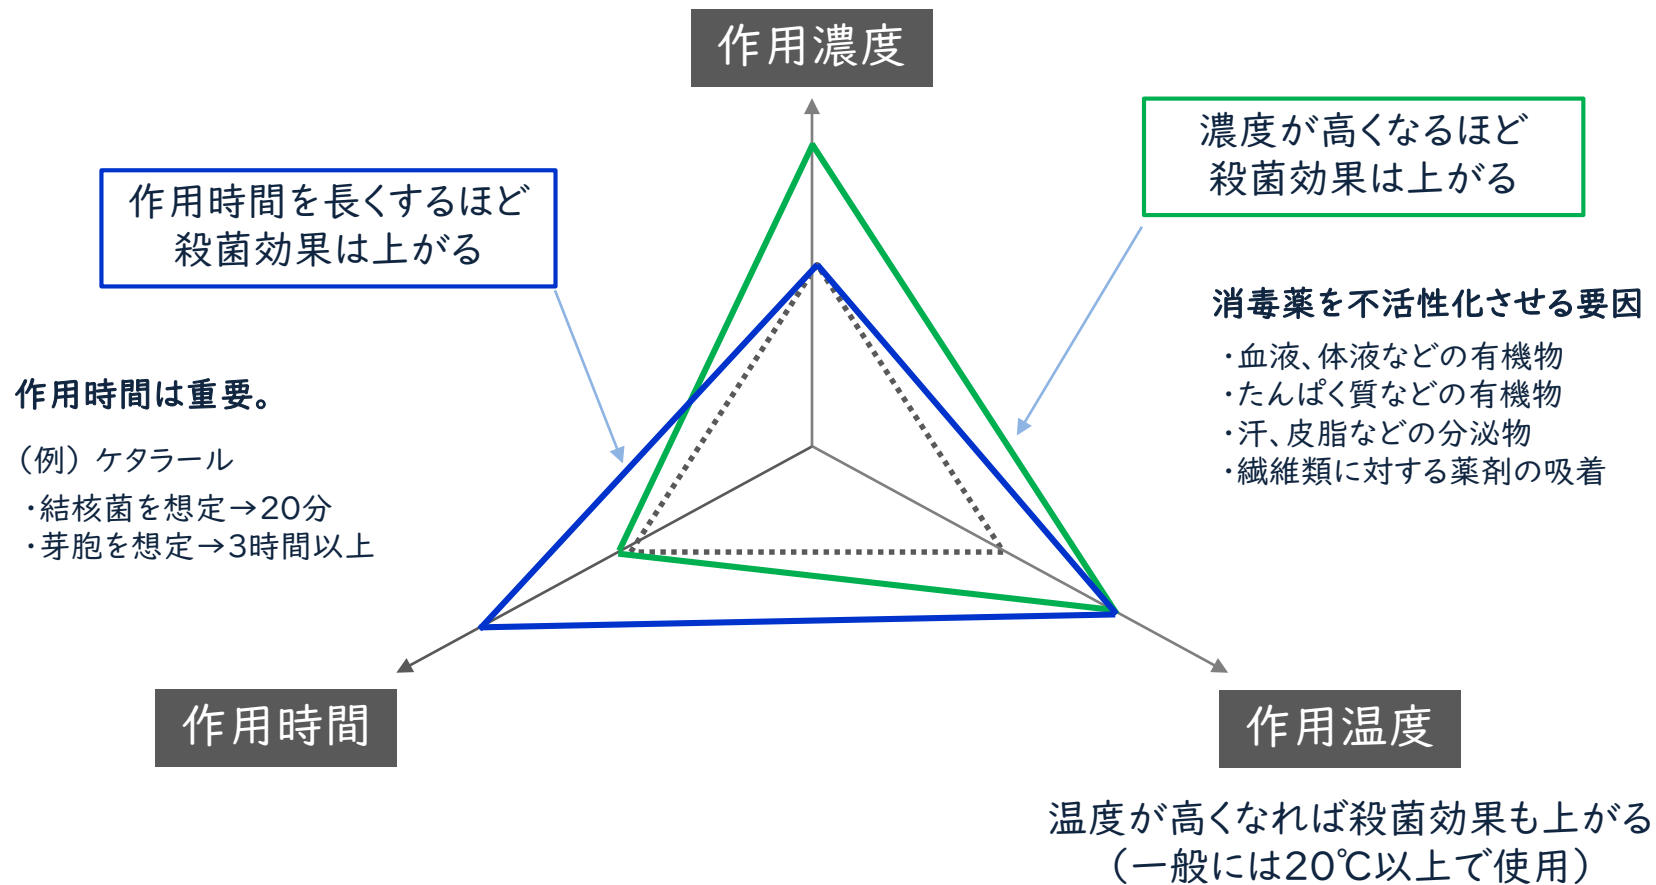 作用濃度
濃度が高くなるほど
殺菌効果は上がる
作用時間を長くするほど
殺菌効果は上がる
消毒薬を不活性化させる要因
・血液、体液などの有機物
・たんぱく質などの有機物
・汗、皮脂などの分泌物
・繊維類に対する薬剤の吸着
作用時間は重要。
（例）ケタラール
・結核菌を想定→20分
・芽胞を想定→3時間以上
作用時間
作用温度
温度が高くなれば殺菌効果も上がる
（一般には20℃以上で使用）